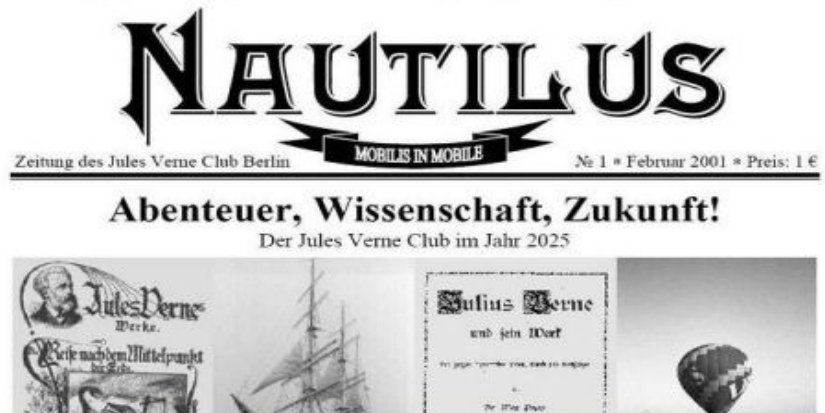 NAUTILUS
MOBILIS IN MOBILE
Zeitung des Jules Verne Club Berlin
№ 1 * Februar 2001 * Preis: 1 €
Abenteuer, Wissenschaft, Zukunft!
Der Jules Verne Club im Jahr 2025
Jules Vernes
Werke.
Reise nach dem Mittelpunkt
der Erde.
Julius Verne
und sein Werk